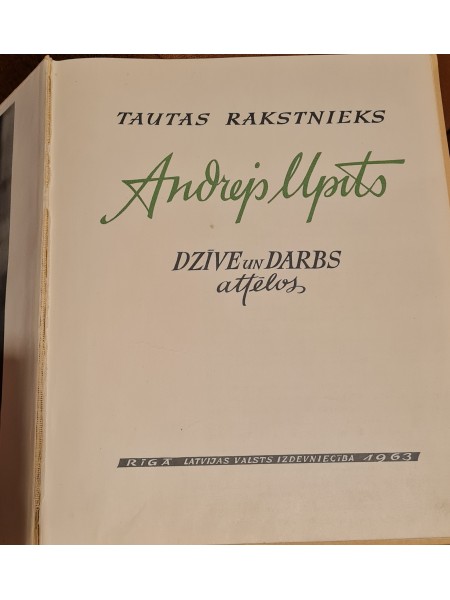 TAUTAS RAKSTNIEKS
Andrejs Upīts
DZĪVE UN DARBS
attēlos
RĪGĀ LATVIJAS VALSTS IZDEVNIECĪBA 1963